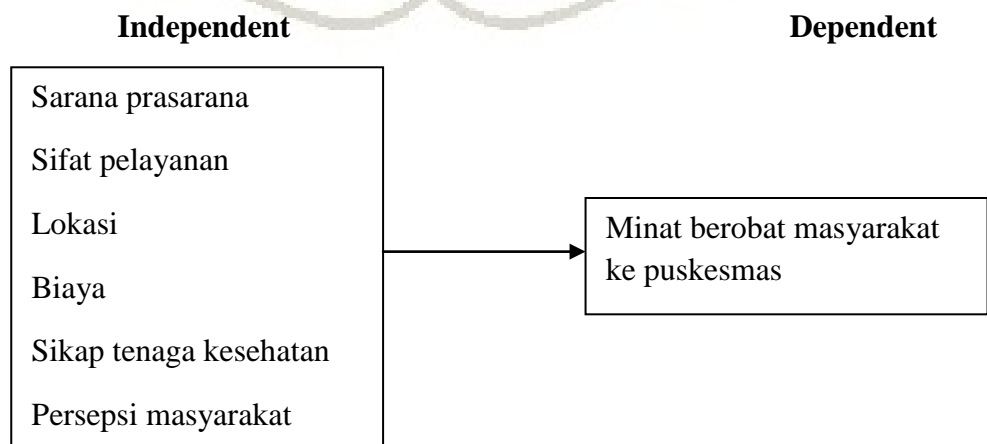 Independent
Dependent
Sarana prasarana
Sifat pelayanan
Lokasi
Biaya
Sikap tenaga kesehatan
Persepsi masyarakat
Minat berobat masyarakat
ke puskesmas